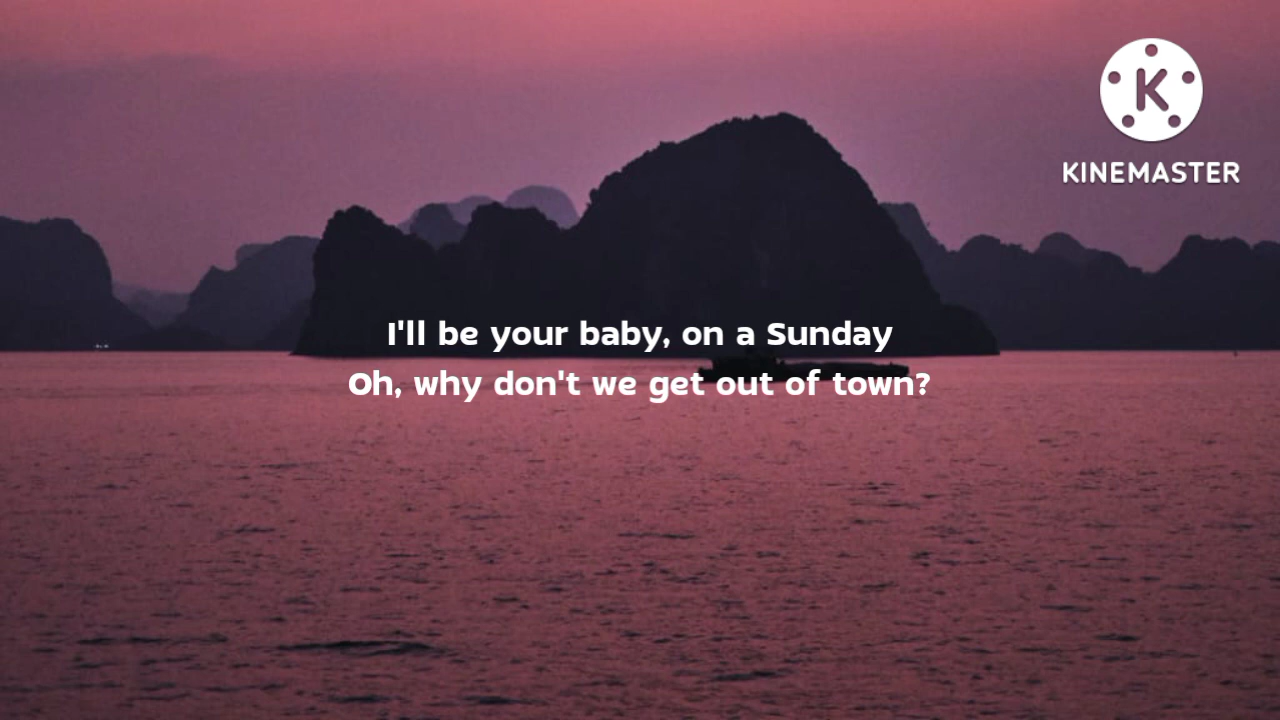 K
KINEMASTER
I'll be your baby, on a Sunday
Oh, why don't we get out of town?